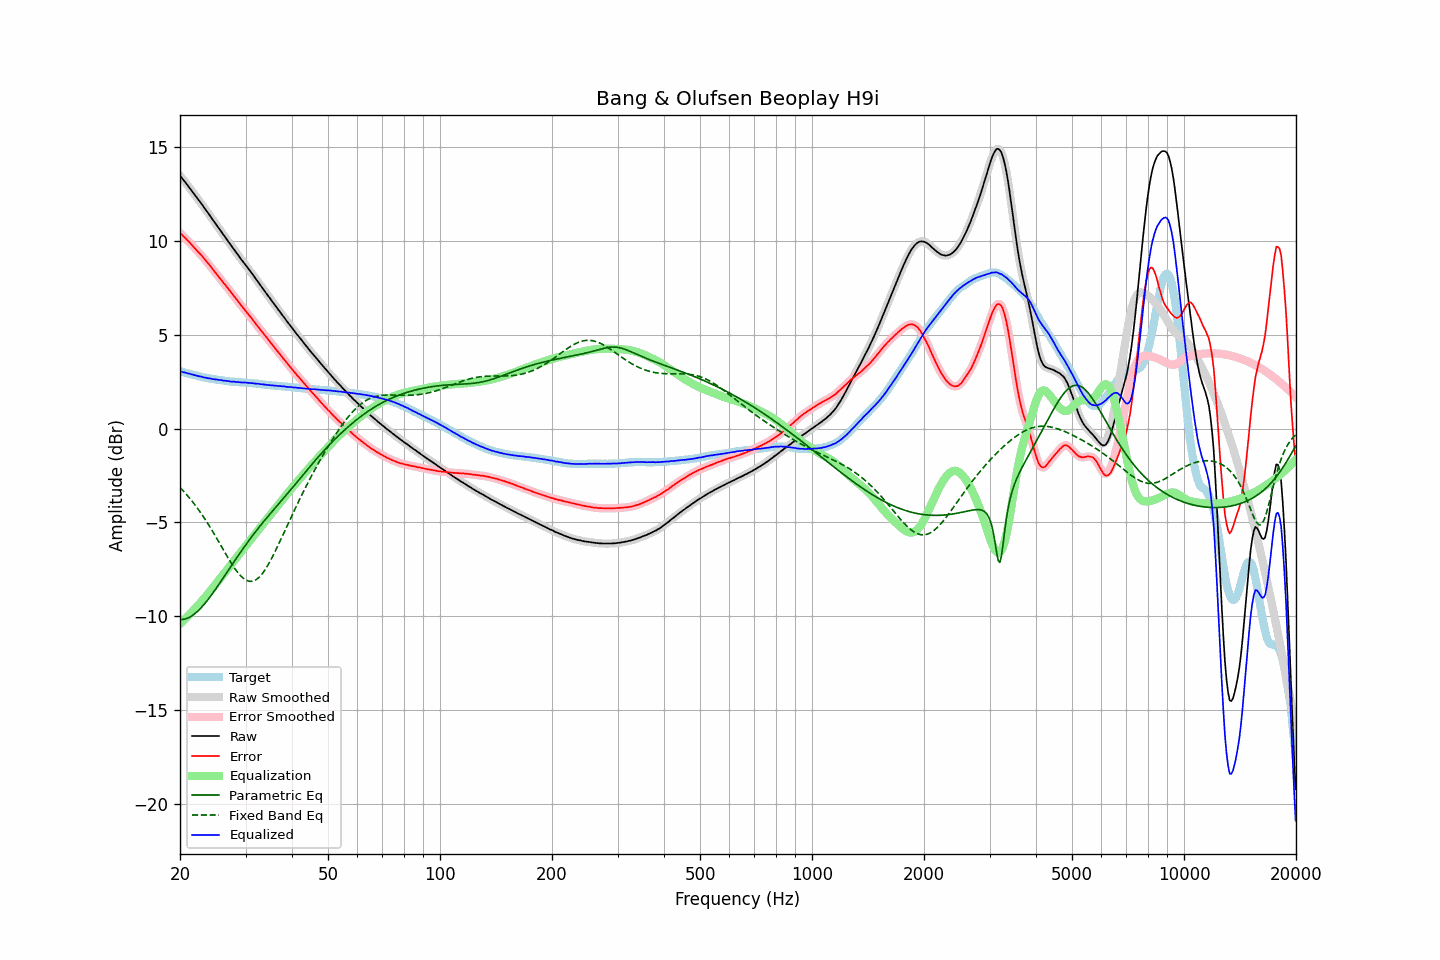 Bang & Olufsen Beoplay H9i
Amplitude (dBr)
15
10
5
0
−5
−10
−15
−20
Target
Raw Smoothed
Error Smoothed
Raw
Error
Equalization
Parametric Eq
Fixed Band Eq
Equalized
20 50 100 200 500 1000 2000 5000 10000 20000
Frequency (Hz)